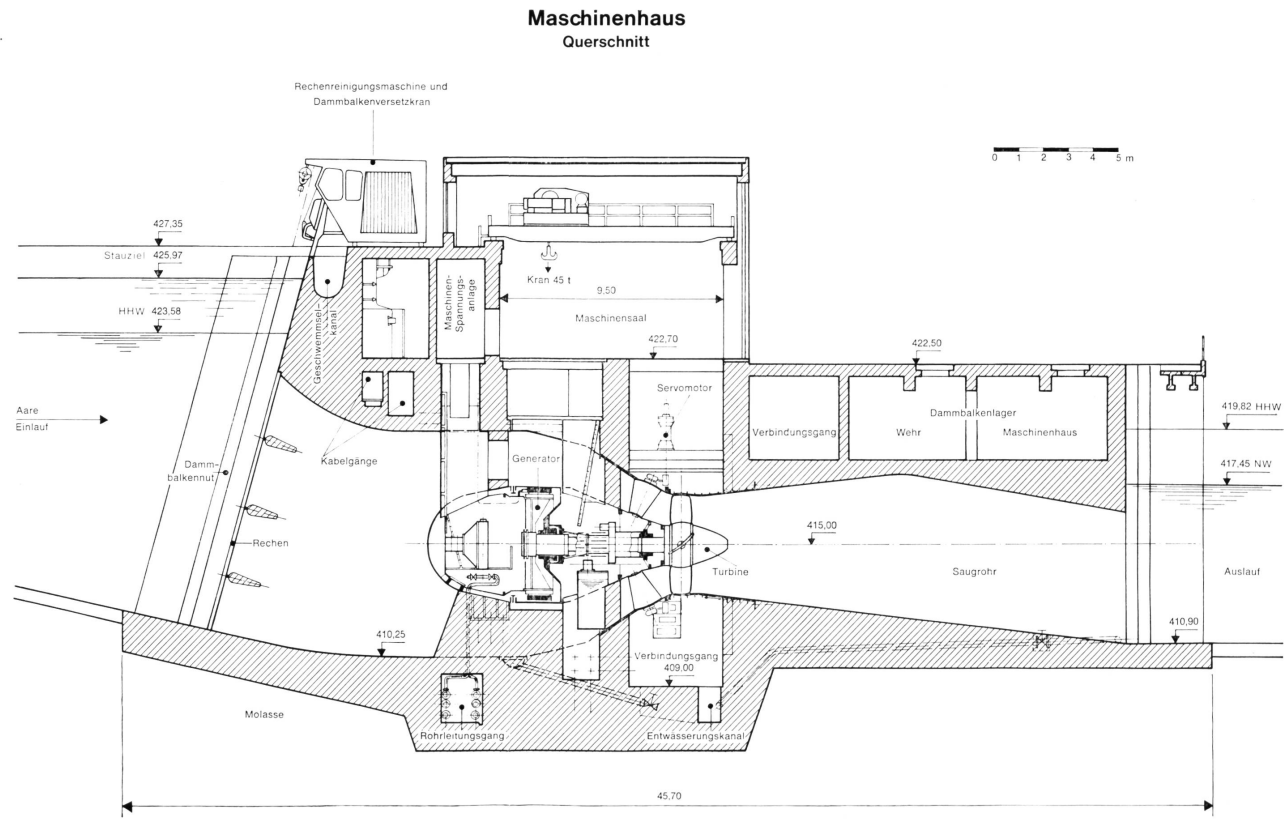 Maschinenhaus
Querschnitt
Rechenreinigungsmaschine und
Dammbalkenversetzkran
0 1 2 3 4 5 m
427,35
Stauziel 425,97
HHW 423,58
Geschwemmsel-
kanal
Maschinen-
Spannungs-
anlage
Kran 45 t
9,50
Maschinensaal
422,70
422,50
Servomotor
Aare
Einlauf
Verbindungsgang
Dammbalkenlager
Wehr
Maschinenhaus
419,82 HHW
417,45 NW
Damm-
balkennut
Kabelgänge
Generator
Rechen
415,00
Turbine
Saugrohr
Auslauf
410,25
410,90
Verbindungsgang
409,00
Molasse
Rohrleitungsgang
Entwässerungskanal
45,70